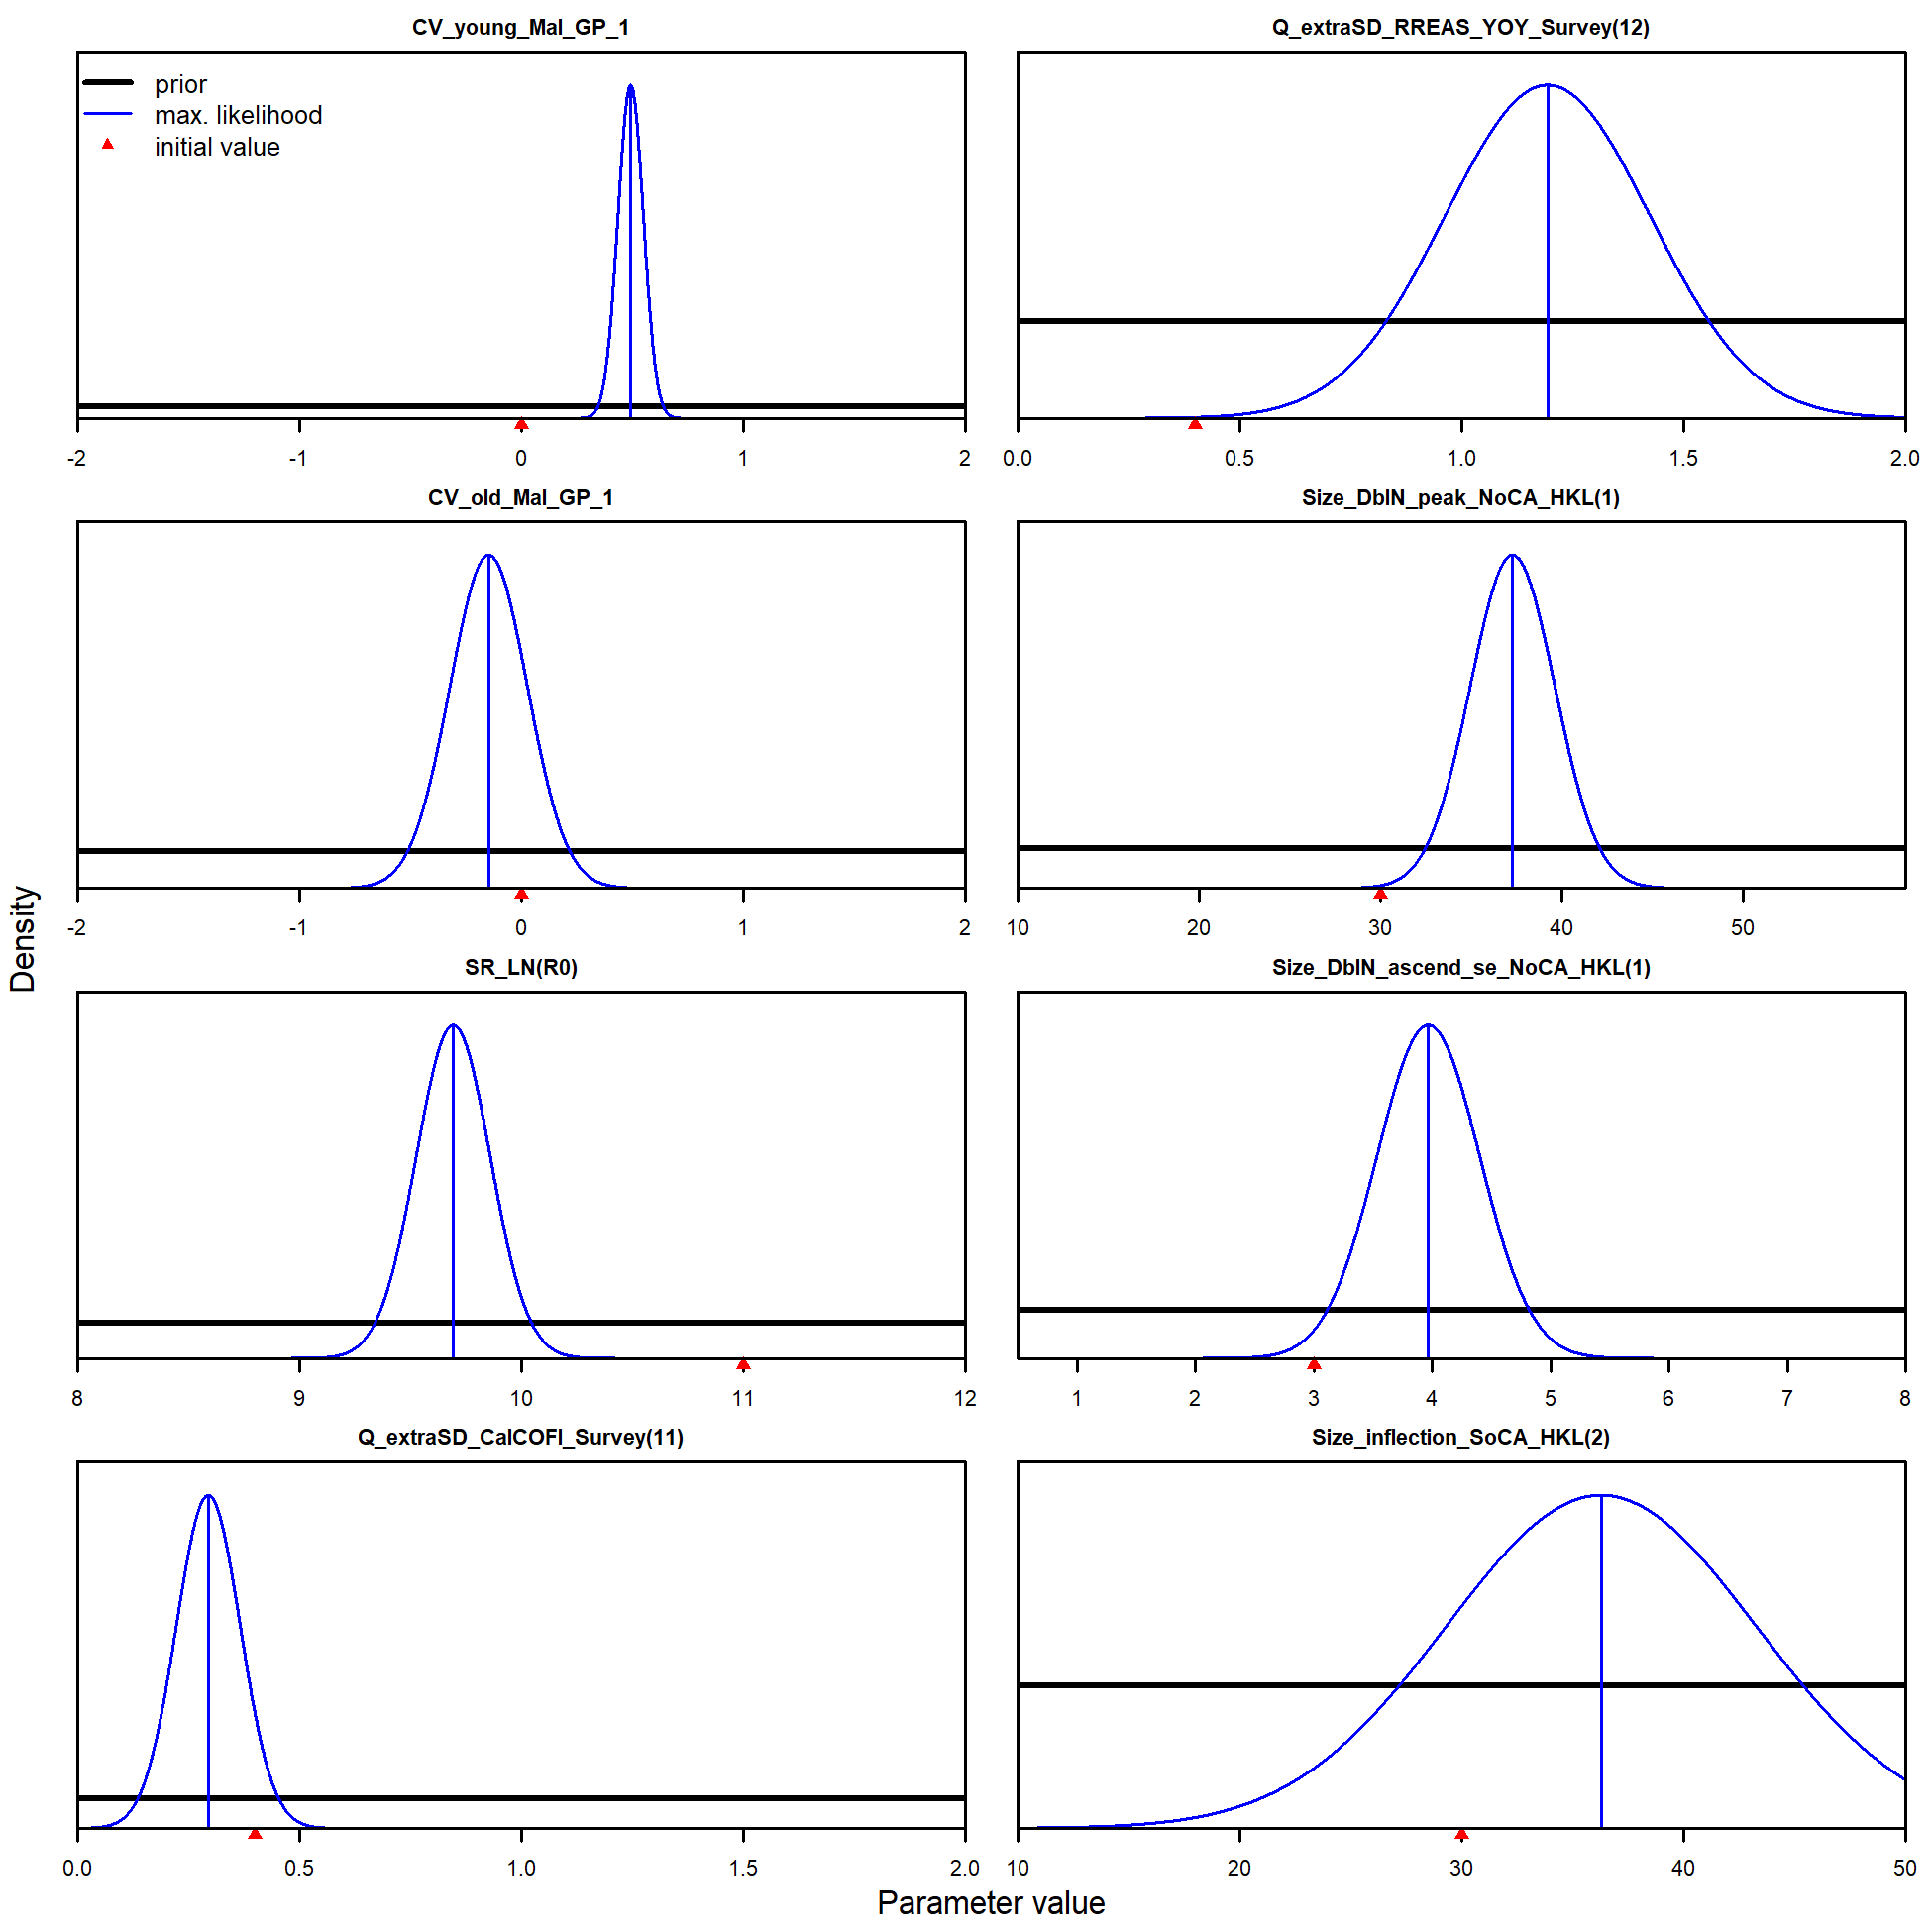 CV_young_Mal_GP_1
prior
max. likelihood
initial value
-2 -1 0 1 2
Q_extraSD_RREAS_YOY_Survey(12)
0.0 0.5 1.0 1.5 2.0
CV_old_Mal_GP_1
-2 -1 0 1 2
Size_DblN_peak_NoCA_HKL(1)
10 20 30 40 50
SR_LN(R0)
8 9 10 11 12
Size_DblN_ascend_se_NoCA_HKL(1)
1 2 3 4 5 6 7 8
Q_extraSD_CalCOFI_Survey(11)
0.0 0.5 1.0 1.5 2.0
Size_inflection_SoCA_HKL(2)
10 20 30 40 50
Density
Parameter value